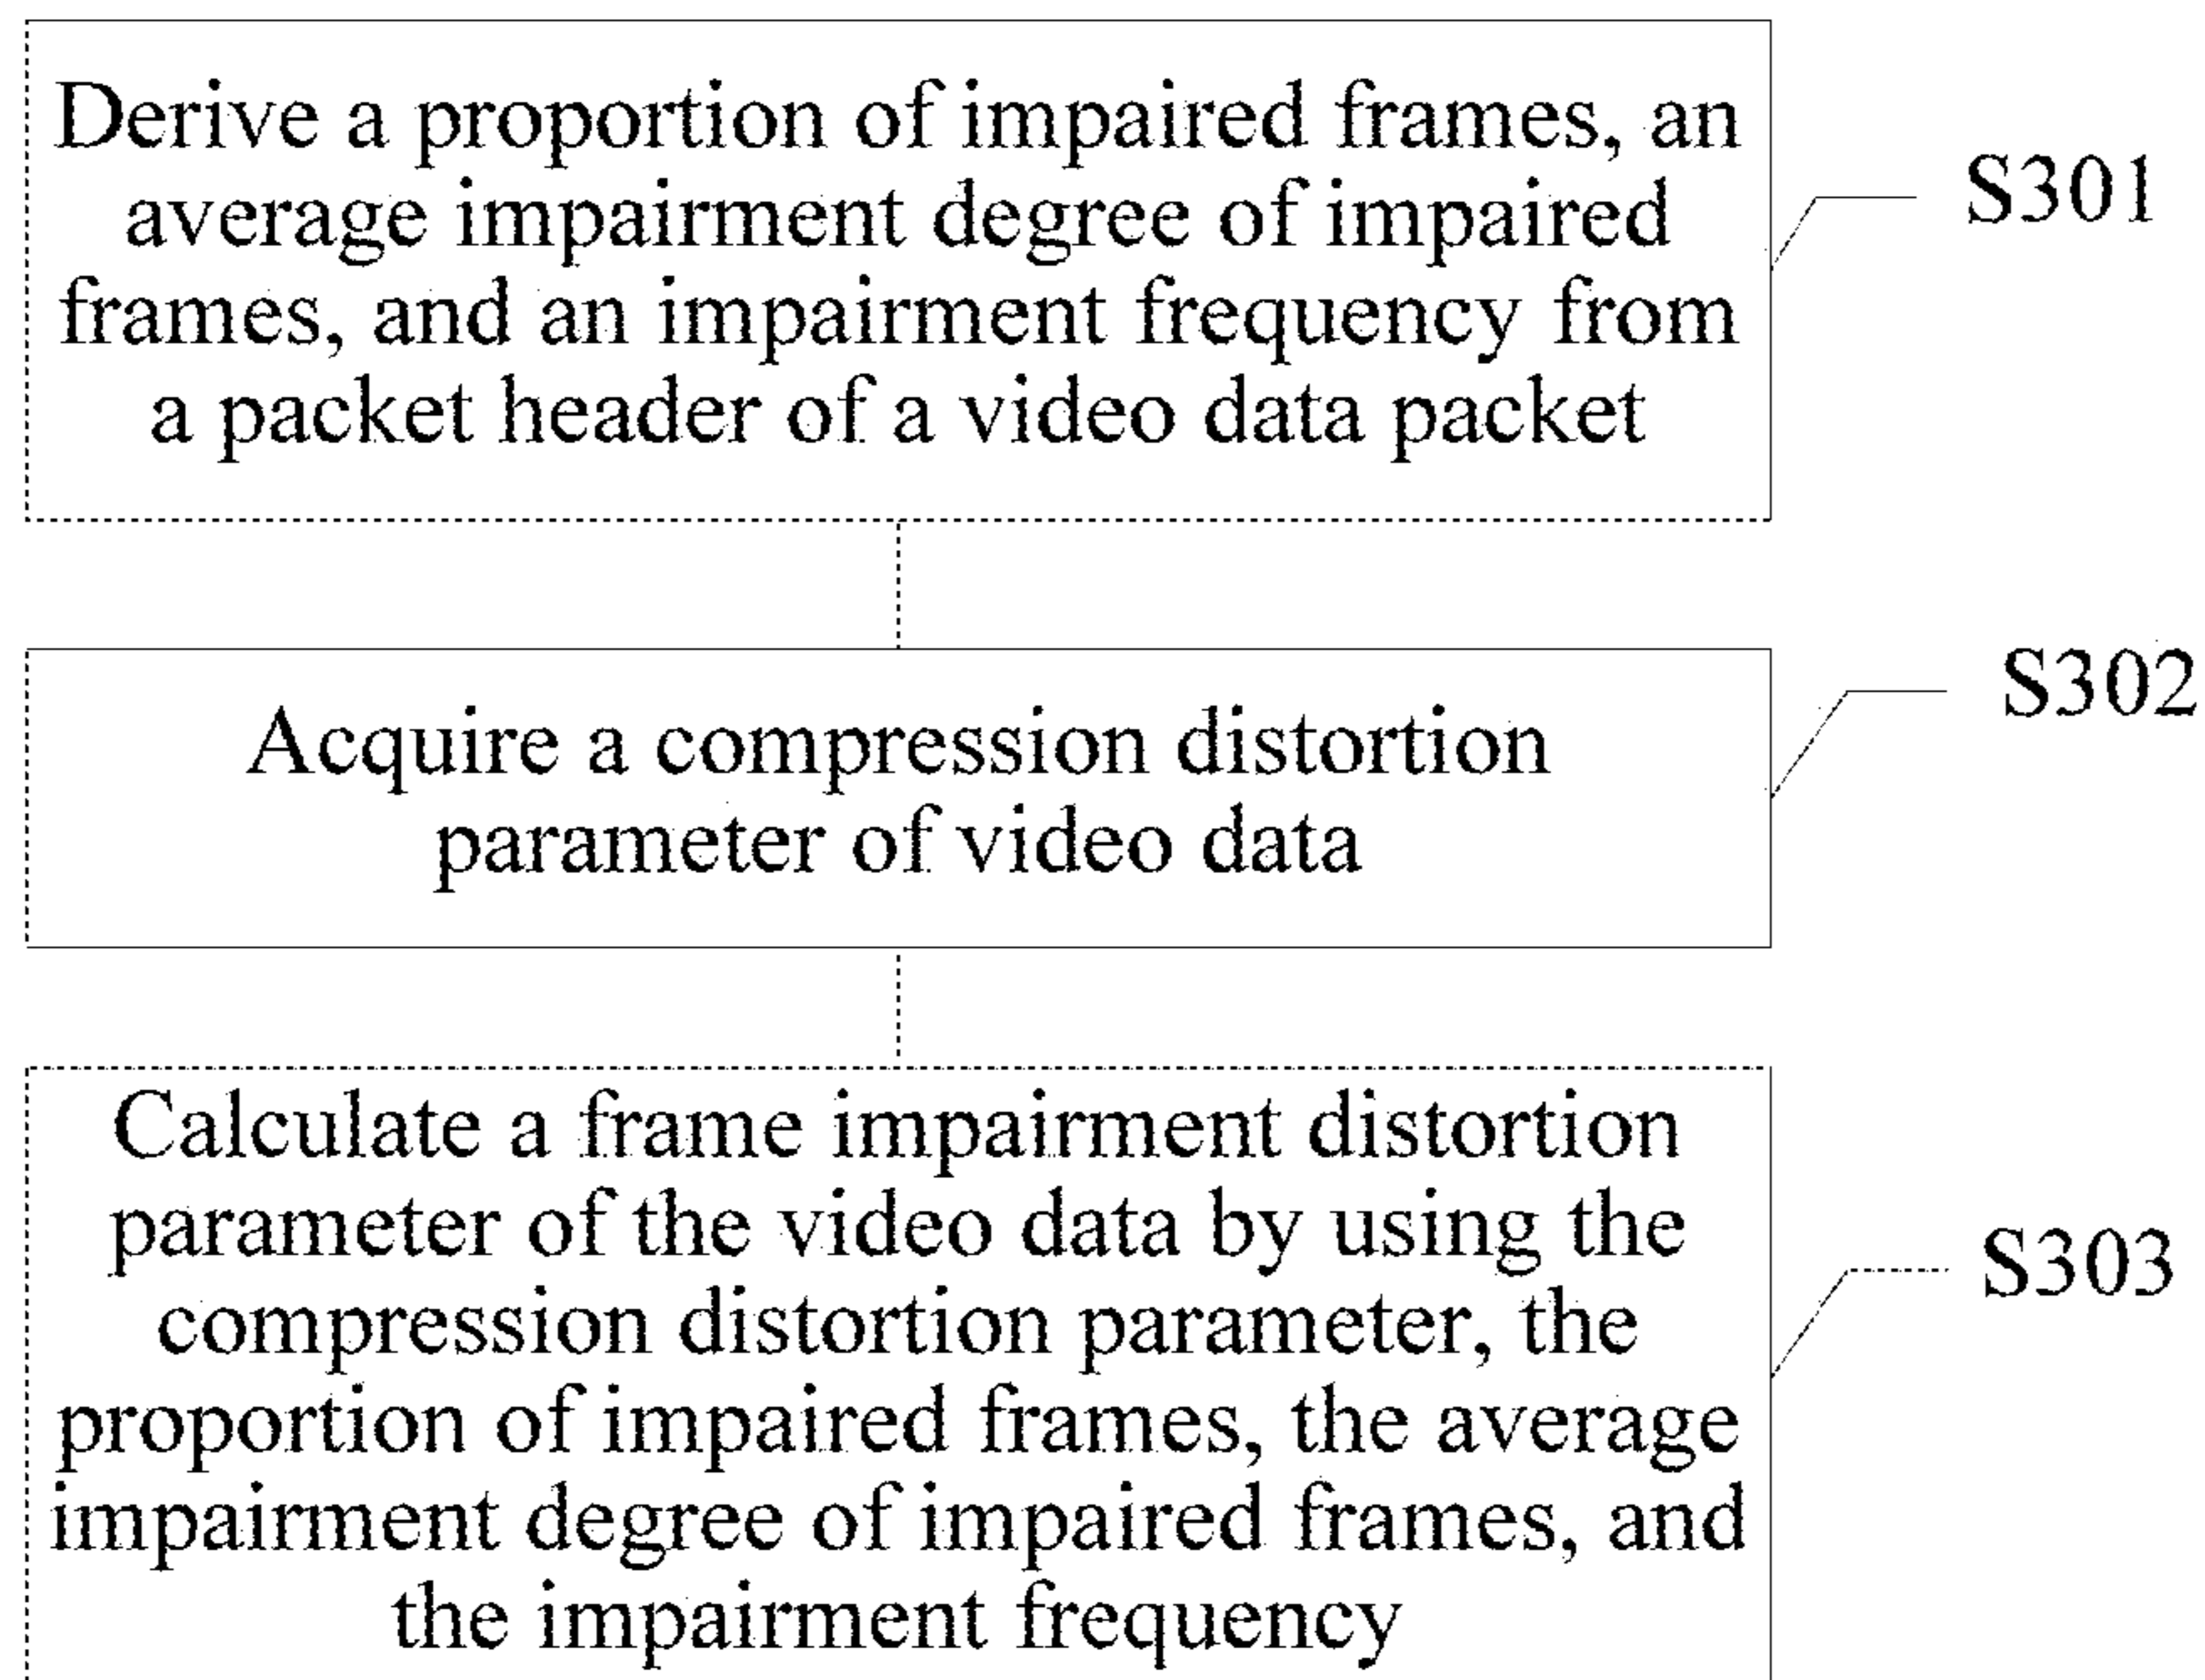 Derive a proportion of impaired frames, an
average impairment degree of impaired
frames, and an impairment frequency from
a packet header of a video data packet
S301
Acquire a compression distortion
parameter of video data
S302
Calculate a frame impairment distortion
parameter of the video data by using the
compression distortion parameter, the
proportion of impaired frames, the average
impairment degree of impaired frames, and
the impairment frequency
S303